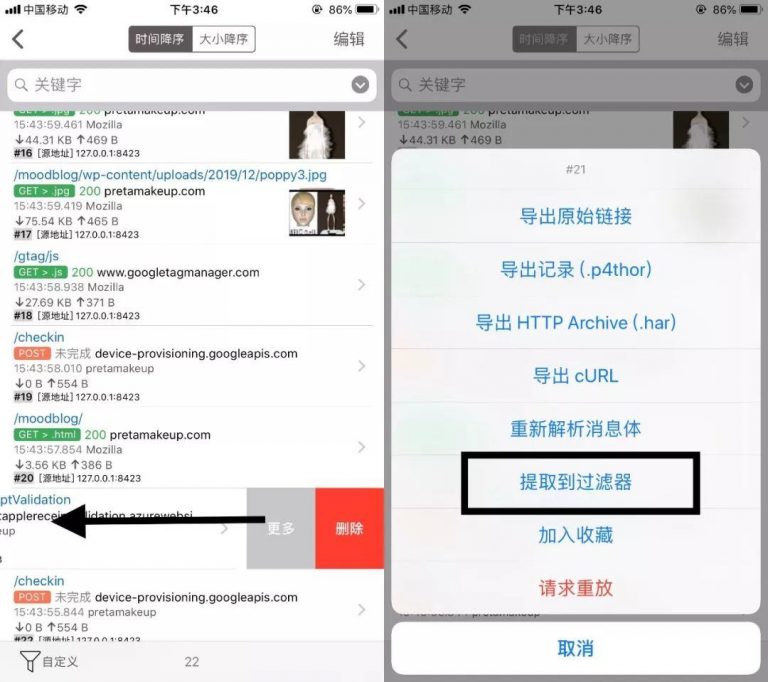 中国移动
下午3:46
86%
时间降序
大小降序
编辑
关键字
GET > .jpg 200 pretamakeup.com
15:43:59.461 Mozilla
↓44.31 KB ↑469 B
#16 [源地址] 127.0.0.1:8423
/moodblog/wp-content/uploads/2019/12/poppy3.jpg
GET > .jpg 200 pretamakeup.com
15:43:59.419 Mozilla
↓75.54 KB ↑465 B
#17 [源地址] 127.0.0.1:8423
/gtag/js
GET > .js 200 www.googletagmanager.com
15:43:58.938 Mozilla
↓27.69 KB ↑371 B
#18 [源地址] 127.0.0.1:8423
/checkin
POST 未完成 device-provisioning.googleapis.com
15:43:58.010 pretamakeup
↓0 B ↑554 B
#19 [源地址] 127.0.0.1:8423
/moodblog/
GET > .html 200 pretamakeup.com
15:43:57.854 Mozilla
↓3.56 KB ↑386 B
#20 [源地址] 127.0.0.1:8423
ptValidation
eup
B
更多
删除
/checkin
POST 未完成 device-provisioning.googleapis.com
15:43:55.844 pretamakeup
↓0 B ↑554 B
#22 [源地址] 127.0.0.1:8423
自定义
22
中国移动
下午3:46
86%
时间降序
大小降序
编辑
关键字
GET > .jpg 200 pretamakeup.com
15:43:59.461 Mozilla
↓44.31 KB ↑469 B
#21
导出原始链接
导出记录 (.p4thor)
导出 HTTP Archive (.har)
导出 cURL
重新解析消息体
提取到过滤器
加入收藏
请求重放
取消